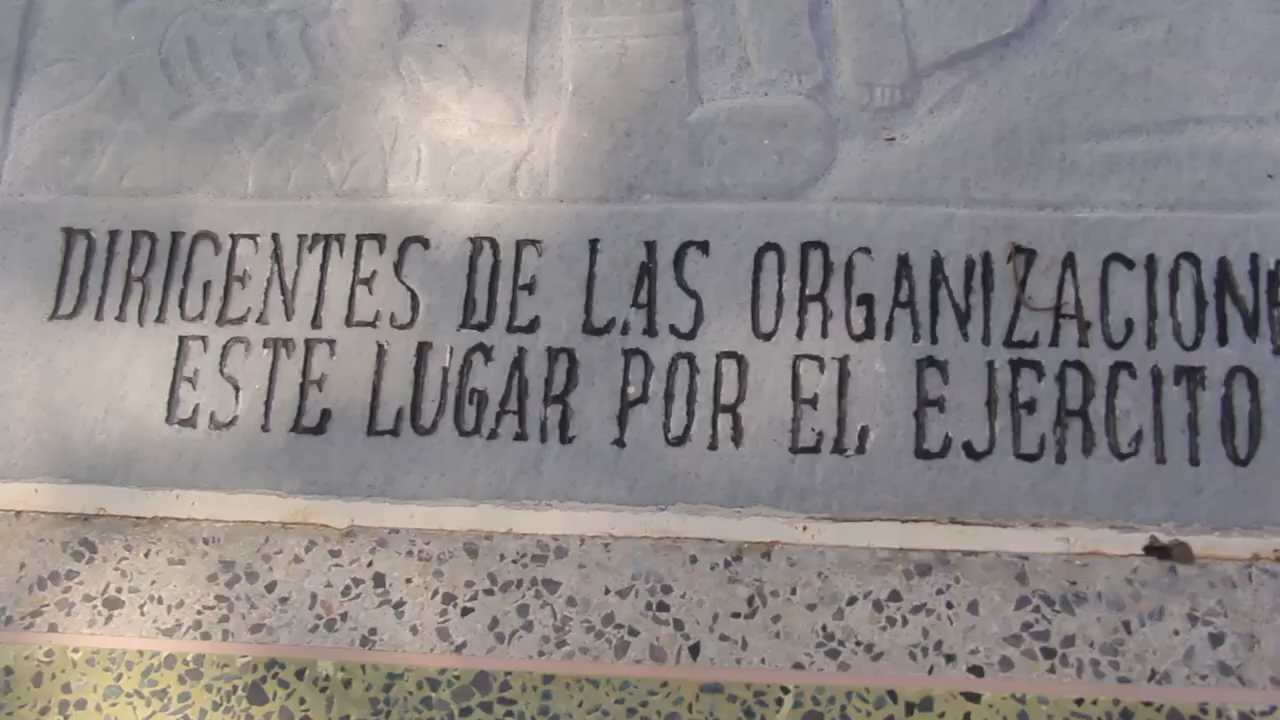 DIRIGENTES DE LAS ORGANIZACIONE
ESTE LUGAR POR EL EJERCITO